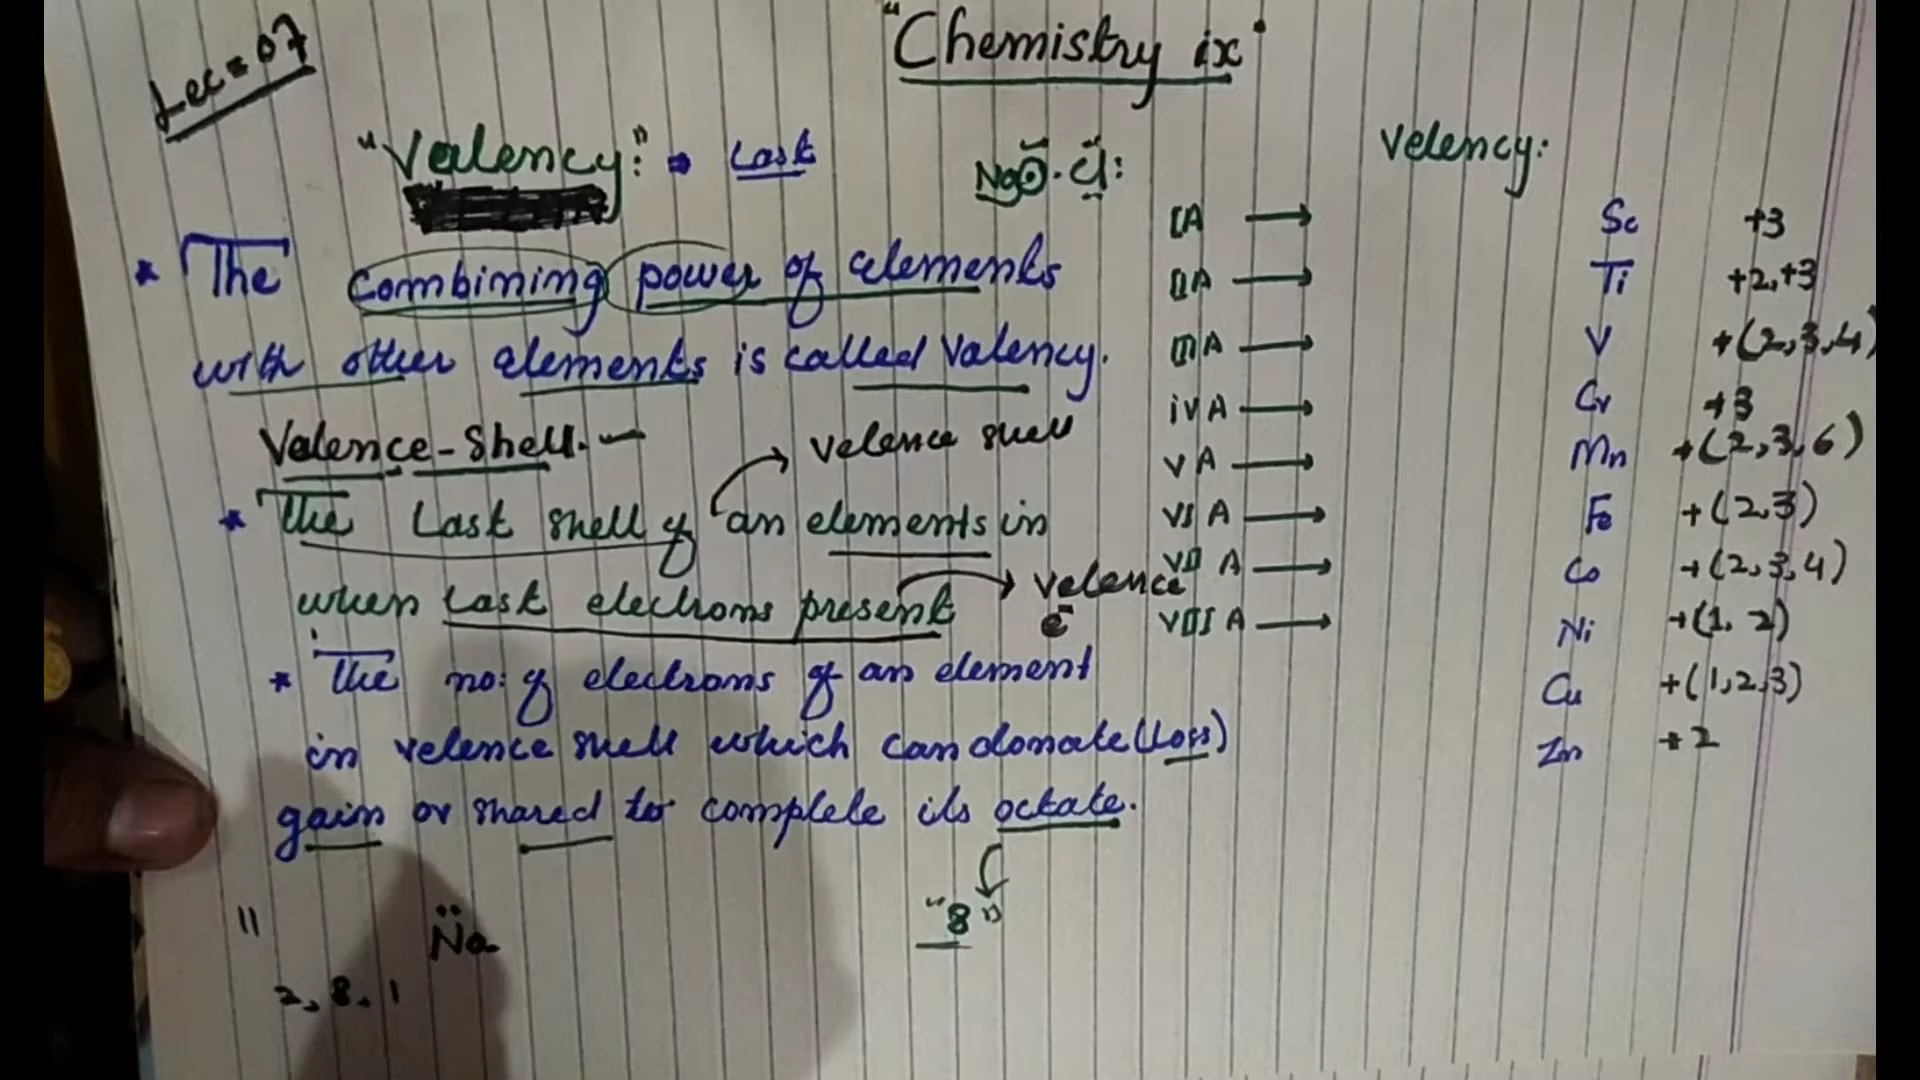 Lec = 07
"Chemistry ix"
"Valency:" ⇒ Last
Na . Cl :
* The combining power of elements
with other elements is called Valency.
Valence-Shell. -
→ Velence shell
* The Last shell of an elements in
when Last electrons present → velence e-
* The no: of electrons of an element
in velence shell which can donate (Loss)
gain or shared to complete its octate.
"8"
" Na
2, 8, 1
IA →
IIA →
IIIA →
iVA →
VA →
VIA →
VIIA →
VIIIA →
Velency:
Sc +3
Ti +2,+3
V +(2,3,4)
Cr +3
Mn +(2,3,6)
Fe +(2,3)
Co +(2,3,4)
Ni +(1, 2)
Cu +(1,2,3)
Zn +2